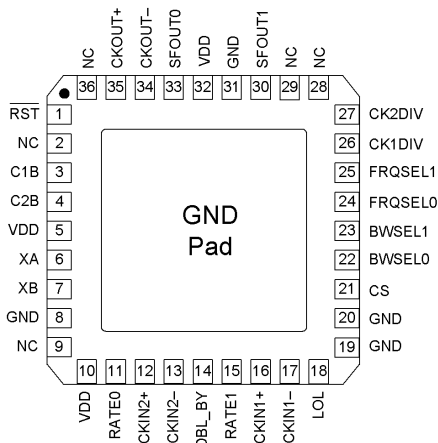 NC CKOUT+ CKOUT− SFOUT0 VDD GND SFOUT1 NC NC
36 35 34 33 32 31 30 29 28
RST 1 27 CK2DIV
NC 2 26 CK1DIV
C1B 3 25 FRQSEL1
C2B 4 24 FRQSEL0
GND
Pad
VDD 5 23 BWSEL1
XA 6 22 BWSEL0
XB 7 21 CS
GND 8 20 GND
NC 9 19 GND
10 11 12 13 14 15 16 17 18
VDD RATE0 CKIN2+ CKIN2− DBL_BY RATE1 CKIN1+ CKIN1− LOL